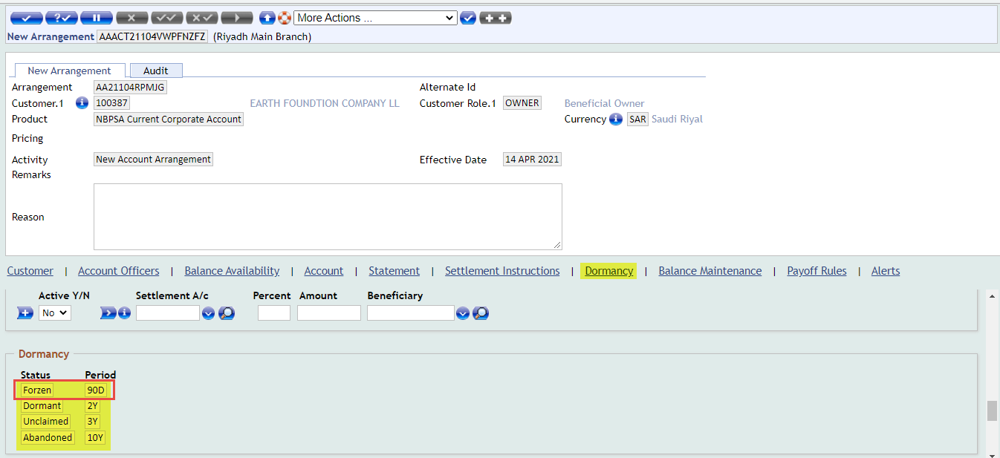 More Actions ...
New Arrangement AAACT21104VWPFNZFZ (Riyadh Main Branch)
New Arrangement Audit
Arrangement AA21104RPMJG Alternate Id
Customer.1 100387 EARTH FOUNDTION COMPANY LL Customer Role.1 OWNER Beneficial Owner
Product NBPSA Current Corporate Account Currency SAR Saudi Riyal
Pricing
Activity New Account Arrangement Effective Date 14 APR 2021
Remarks
Reason
Customer | Account Officers | Balance Availability | Account | Statement | Settlement Instructions | Dormancy | Balance Maintenance | Payoff Rules | Alerts
Active Y/N Settlement A/c Percent Amount Beneficiary
No
Dormancy
Status Period
Forzen 90D
Dormant 2Y
Unclaimed 3Y
Abandoned 10Y